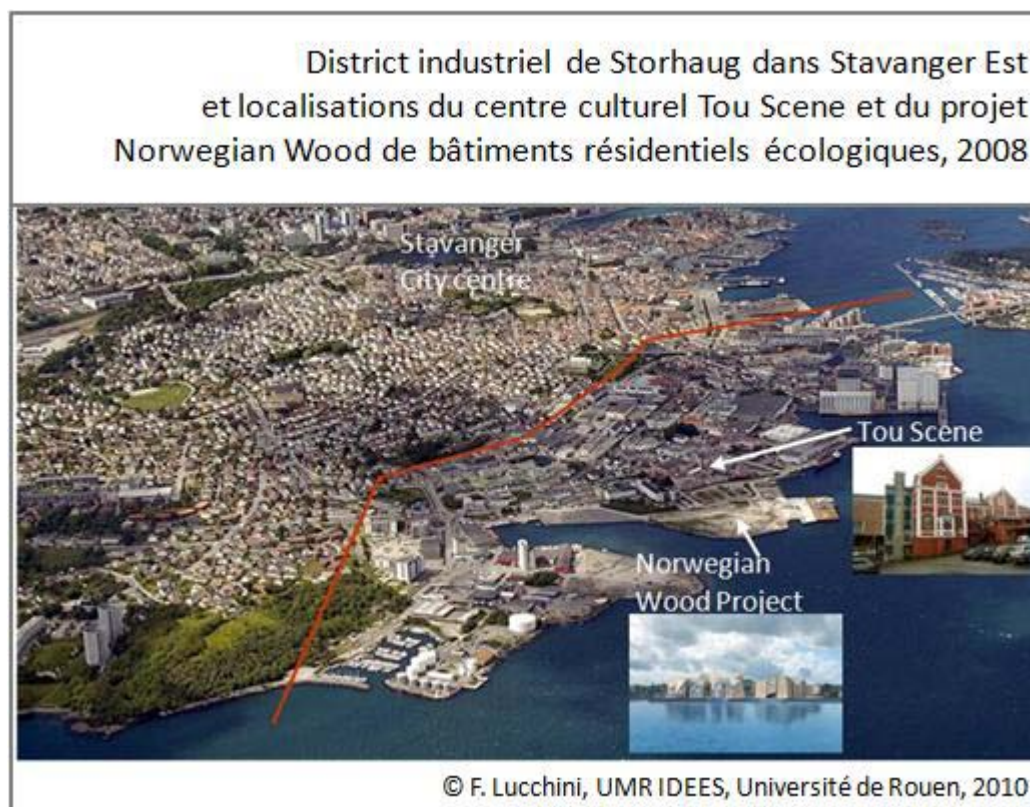 District industriel de Storhaug dans Stavanger Est
et localisations du centre culturel Tou Scene et du projet
Norwegian Wood de bâtiments résidentiels écologiques, 2008
Stavanger
City centre
Tou Scene
Norwegian
Wood Project
© F. Lucchini, UMR IDEES, Université de Rouen, 2010